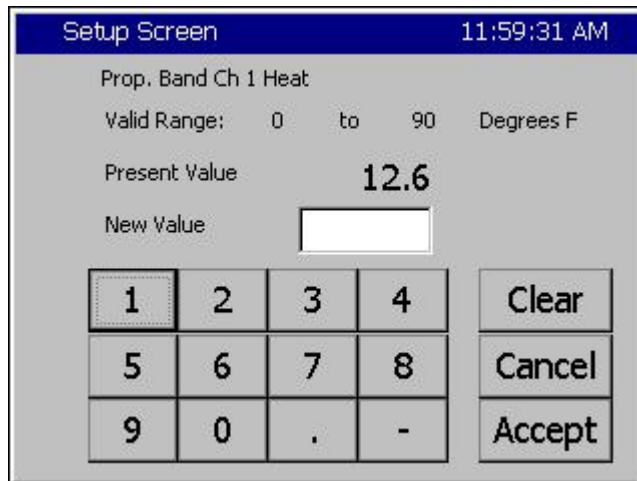 Setup Screen 11:59:31 AM
Prop. Band Ch 1 Heat
Valid Range: 0 to 90 Degrees F
Present Value 12.6
New Value
1 2 3 4 Clear
5 6 7 8 Cancel
9 0 . - Accept